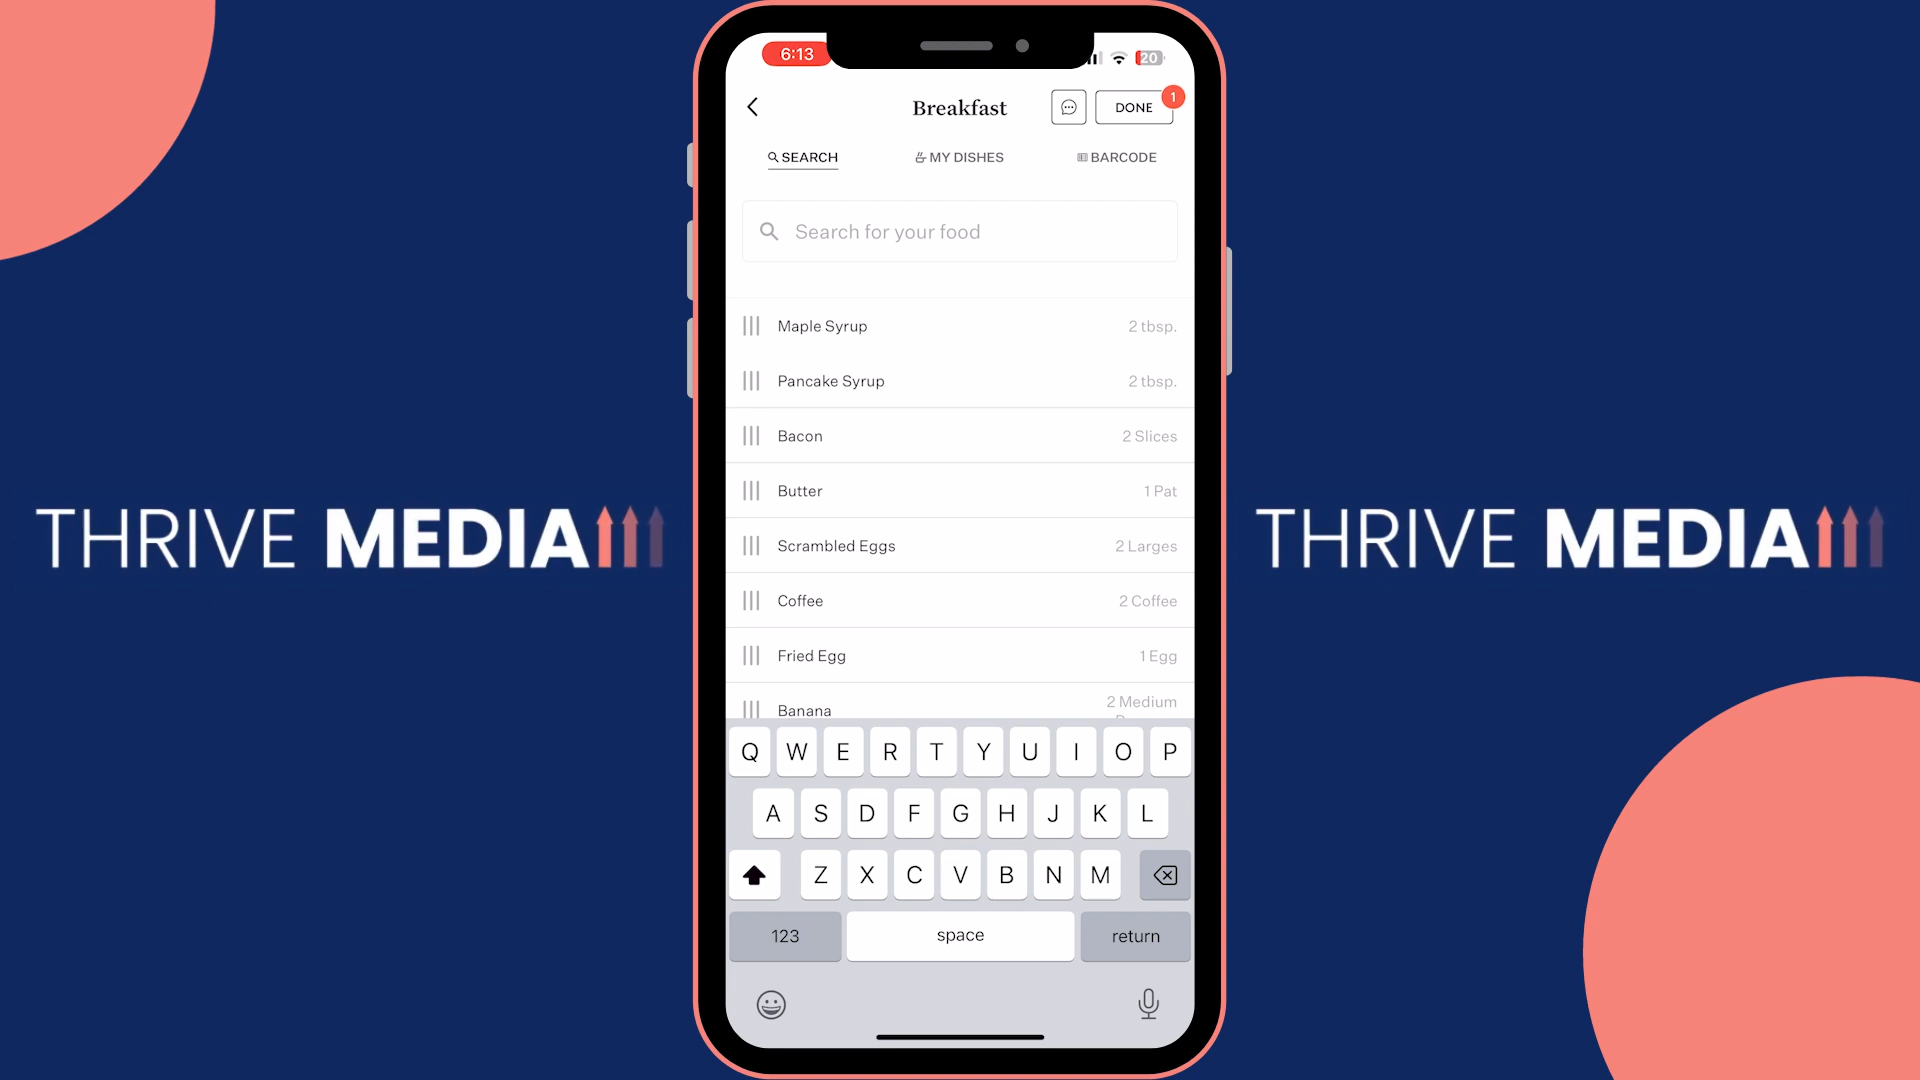 6:13
20
Breakfast
DONE
1
SEARCH
MY DISHES
BARCODE
Search for your food
Maple Syrup 2 tbsp.
Pancake Syrup 2 tbsp.
Bacon 2 Slices
Butter 1 Pat
Scrambled Eggs 2 Larges
Coffee 2 Coffee
Fried Egg 1 Egg
Banana 2 Medium
THRIVE MEDIA
THRIVE MEDIA
Q W E R T Y U I O P
A S D F G H J K L
Z X C V B N M
123 space return